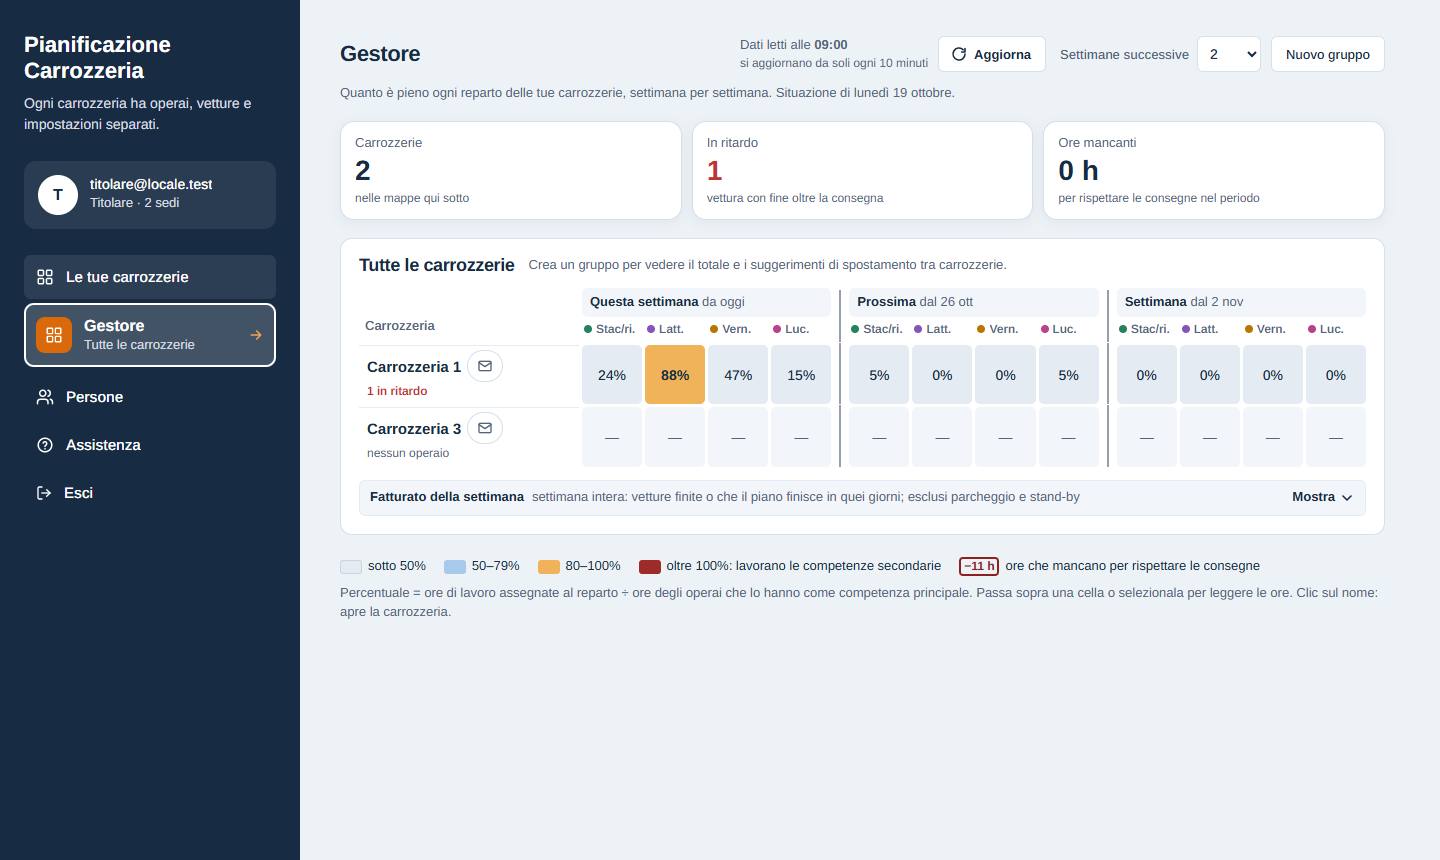 Pianificazione
Carrozzeria
Ogni carrozzeria ha operai, vetture e
impostazioni separati.
T
titolare@locale.test
Titolare · 2 sedi
Le tue carrozzerie
Gestore
Tutte le carrozzerie
Persone
Assistenza
Esci
Gestore
Dati letti alle 09:00
si aggiornano da soli ogni 10 minuti
Aggiorna
Settimane successive
2
Nuovo gruppo
Quanto è pieno ogni reparto delle tue carrozzerie, settimana per settimana. Situazione di lunedì 19 ottobre.
Carrozzerie
2
nelle mappe qui sotto
In ritardo
1
vettura con fine oltre la consegna
Ore mancanti
0 h
per rispettare le consegne nel periodo
Tutte le carrozzerie Crea un gruppo per vedere il totale e i suggerimenti di spostamento tra carrozzerie.
Questa settimana da oggi Prossima dal 26 ott Settimana dal 2 nov
Carrozzeria Stac/ri. Latt. Vern. Luc. Stac/ri. Latt. Vern. Luc. Stac/ri. Latt. Vern. Luc.
Carrozzeria 1
1 in ritardo
24% 88% 47% 15% 5% 0% 0% 5% 0% 0% 0% 0%
Carrozzeria 3
nessun operaio
— — — — — — — — — — — —
Fatturato della settimana settimana intera: vetture finite o che il piano finisce in quei giorni; esclusi parcheggio e stand-by Mostra
sotto 50% 50–79% 80–100% oltre 100%: lavorano le competenze secondarie −11 h ore che mancano per rispettare le consegne
Percentuale = ore di lavoro assegnate al reparto ÷ ore degli operai che lo hanno come competenza principale. Passa sopra una cella o selezionala per leggere le ore. Clic sul nome:
apre la carrozzeria.